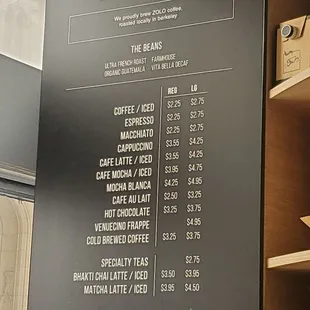 We proudly brew ZOLO coffee,
roasted locally in berkeley
THE BEANS
ULTRA FRENCH ROAST FARMHOUSE
ORGANIC GUATEMALA VITA BELLA DECAF
REG LG
COFFEE / ICED $2.25 $2.75
ESPRESSO $2.25 $2.75
MACCHIATO $2.25 $2.75
CAPPUCCINO $3.55 $4.25
CAFE LATTE / ICED $3.55 $4.25
CAFE MOCHA / ICED $3.95 $4.75
MOCHA BLANCA $4.25 $4.95
CAFE AU LAIT $2.50 $3.25
HOT CHOCOLATE $3.25 $3.75
VENUECINO FRAPPE $4.95
COLD BREWED COFFEE $3.25 $3.75
SPECIALTY TEAS $2.75
BHAKTI CHAI LATTE / ICED $3.50 $3.95
MATCHA LATTE / ICED $3.95 $4.50